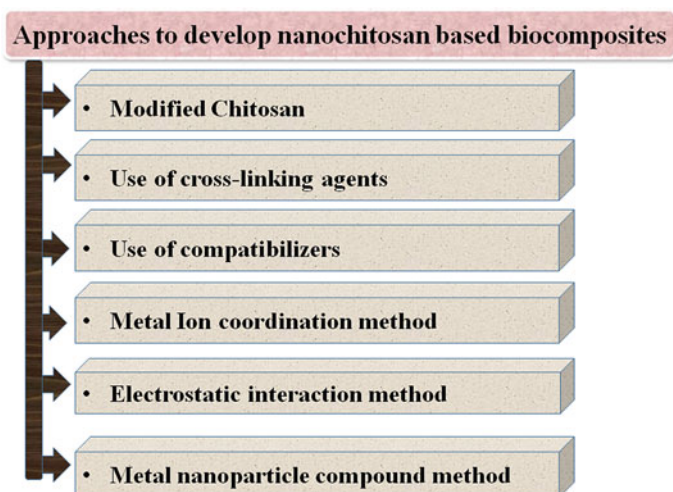 Approaches to develop nanochitosan based biocomposites
• Modified Chitosan
• Use of cross-linking agents
• Use of compatibilizers
• Metal Ion coordination method
• Electrostatic interaction method
• Metal nanoparticle compound method